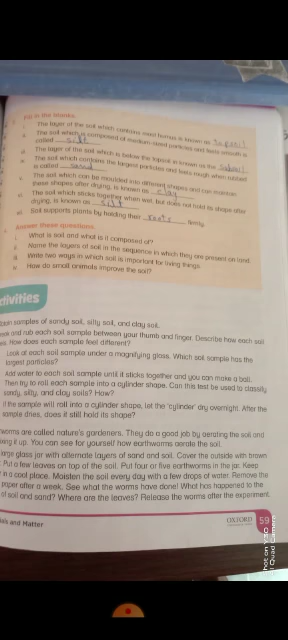 Fill in the blanks.
i. The layer of the soil which contains most humus is known as topsoil
ii. The soil which is composed of medium-sized particles and feels smooth is
called silt
iii. The layer of the soil which is below the topsoil is known as the subsoil
iv. The soil which contains the largest particles and feels rough when rubbed
is called sand
v. The soil which can be moulded into different shapes and can maintain
these shapes after drying, is known as clay
vi. The soil which sticks together when wet, but does not hold its shape after
drying, is known as silt
vii. Soil supports plants by holding their roots firmly.
Answer these questions.
i. What is soil and what is it composed of?
ii. Name the layers of soil in the sequence in which they are present on land.
iii. Write two ways in which soil is important for living things.
iv. How do small animals improve the soil?
ctivities
samples of sandy soil, silty soil, and clay soil.
and rub each soil sample between your thumb and finger. Describe how each soil
How does each sample feel different?
Look at each soil sample under a magnifying glass. Which soil sample has the
largest particles?
Add water to each soil sample until it sticks together and you can make a ball.
Then try to roll each sample into a cylinder shape. Can this test be used to classify
sandy, silty, and clay soils? How?
If the sample will roll into a cylinder shape, let the 'cylinder' dry overnight. After the
sample dries, does it still hold its shape?
worms are called nature's gardeners. They do a good job by aerating the soil and
it up. You can see for yourself how earthworms aerate the soil.
large glass jar with alternate layers of sand and soil. Cover the outside with brown
Put a few leaves on top of the soil. Put four or five earthworms in the jar. Keep
in a cool place. Moisten the soil every day with a few drops of water. Remove the
paper after a week. See what the worms have done! What has happened to the
of soil and sand? Where are the leaves? Release the worms after the experiment.
and Matter
OXFORD
59
Quad Camera